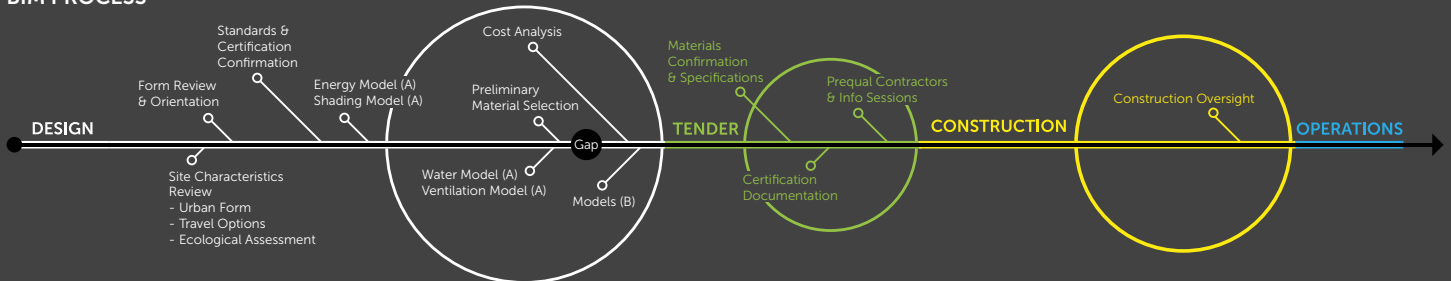 BIM PROCESS
Standards &
Certification
Confirmation
Form Review
& Orientation
Energy Model (A)
Shading Model (A)
Cost Analysis
Preliminary
Material Selection
Materials
Confirmation
& Specifications
Prequal Contractors
& Info Sessions
Construction Oversight
DESIGN
Gap
TENDER
CONSTRUCTION
OPERATIONS
Site Characteristics
Review
- Urban Form
- Travel Options
- Ecological Assessment
Water Model (A)
Ventilation Model (A)
Models (B)
Certification
Documentation